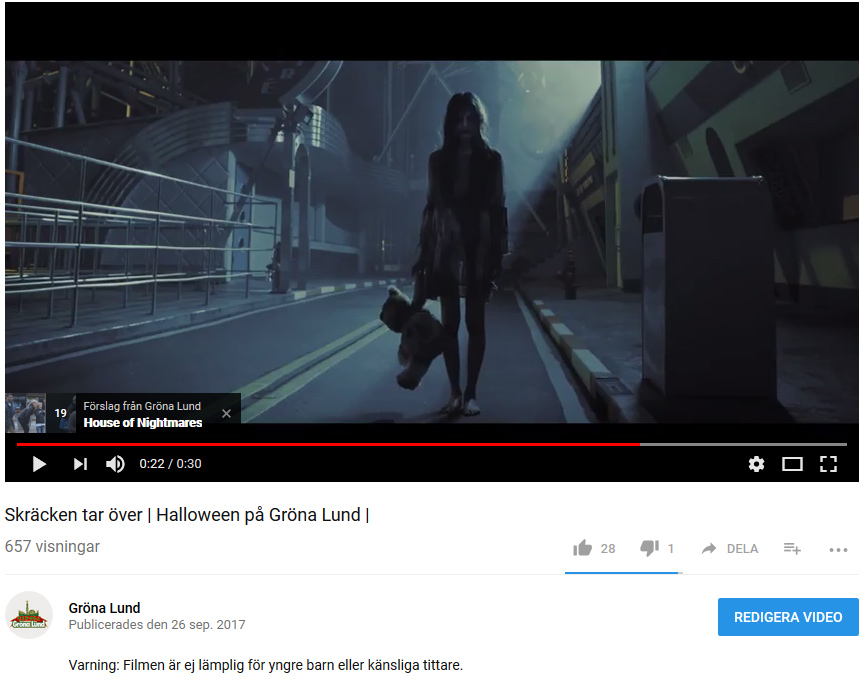 19
Förslag från Gröna Lund
House of Nightmares
0:22 / 0:30
Skräcken tar över | Halloween på Gröna Lund |
657 visningar
28
1
DELA
Gröna Lund
Gröna Lund
Publicerades den 26 sep. 2017
REDIGERA VIDEO
Varning: Filmen är ej lämplig för yngre barn eller känsliga tittare.